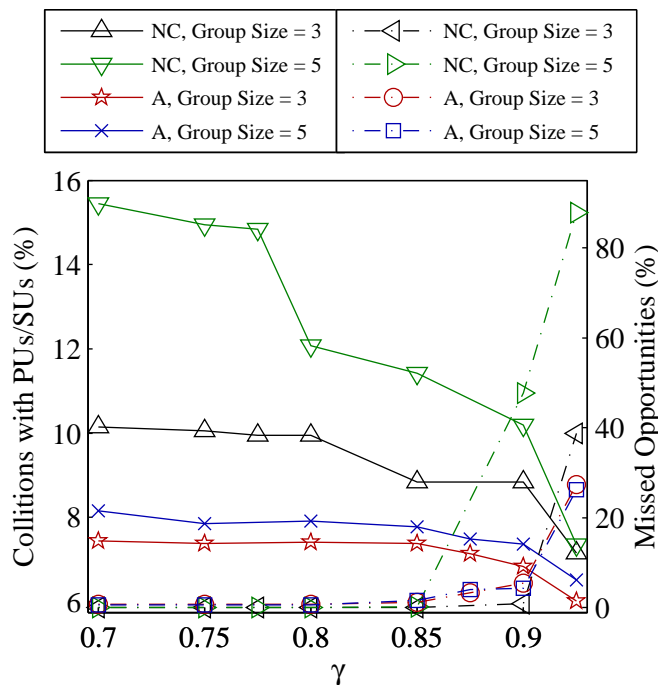 NC, Group Size = 3
NC, Group Size = 5
A, Group Size = 3
A, Group Size = 5
NC, Group Size = 3
NC, Group Size = 5
A, Group Size = 3
A, Group Size = 5
Collitions with PUs/SUs (%)
16
14
12
10
8
6
80
60
40
20
0
Missed Opportunities (%)
0.7
0.75
0.8
0.85
0.9
γ